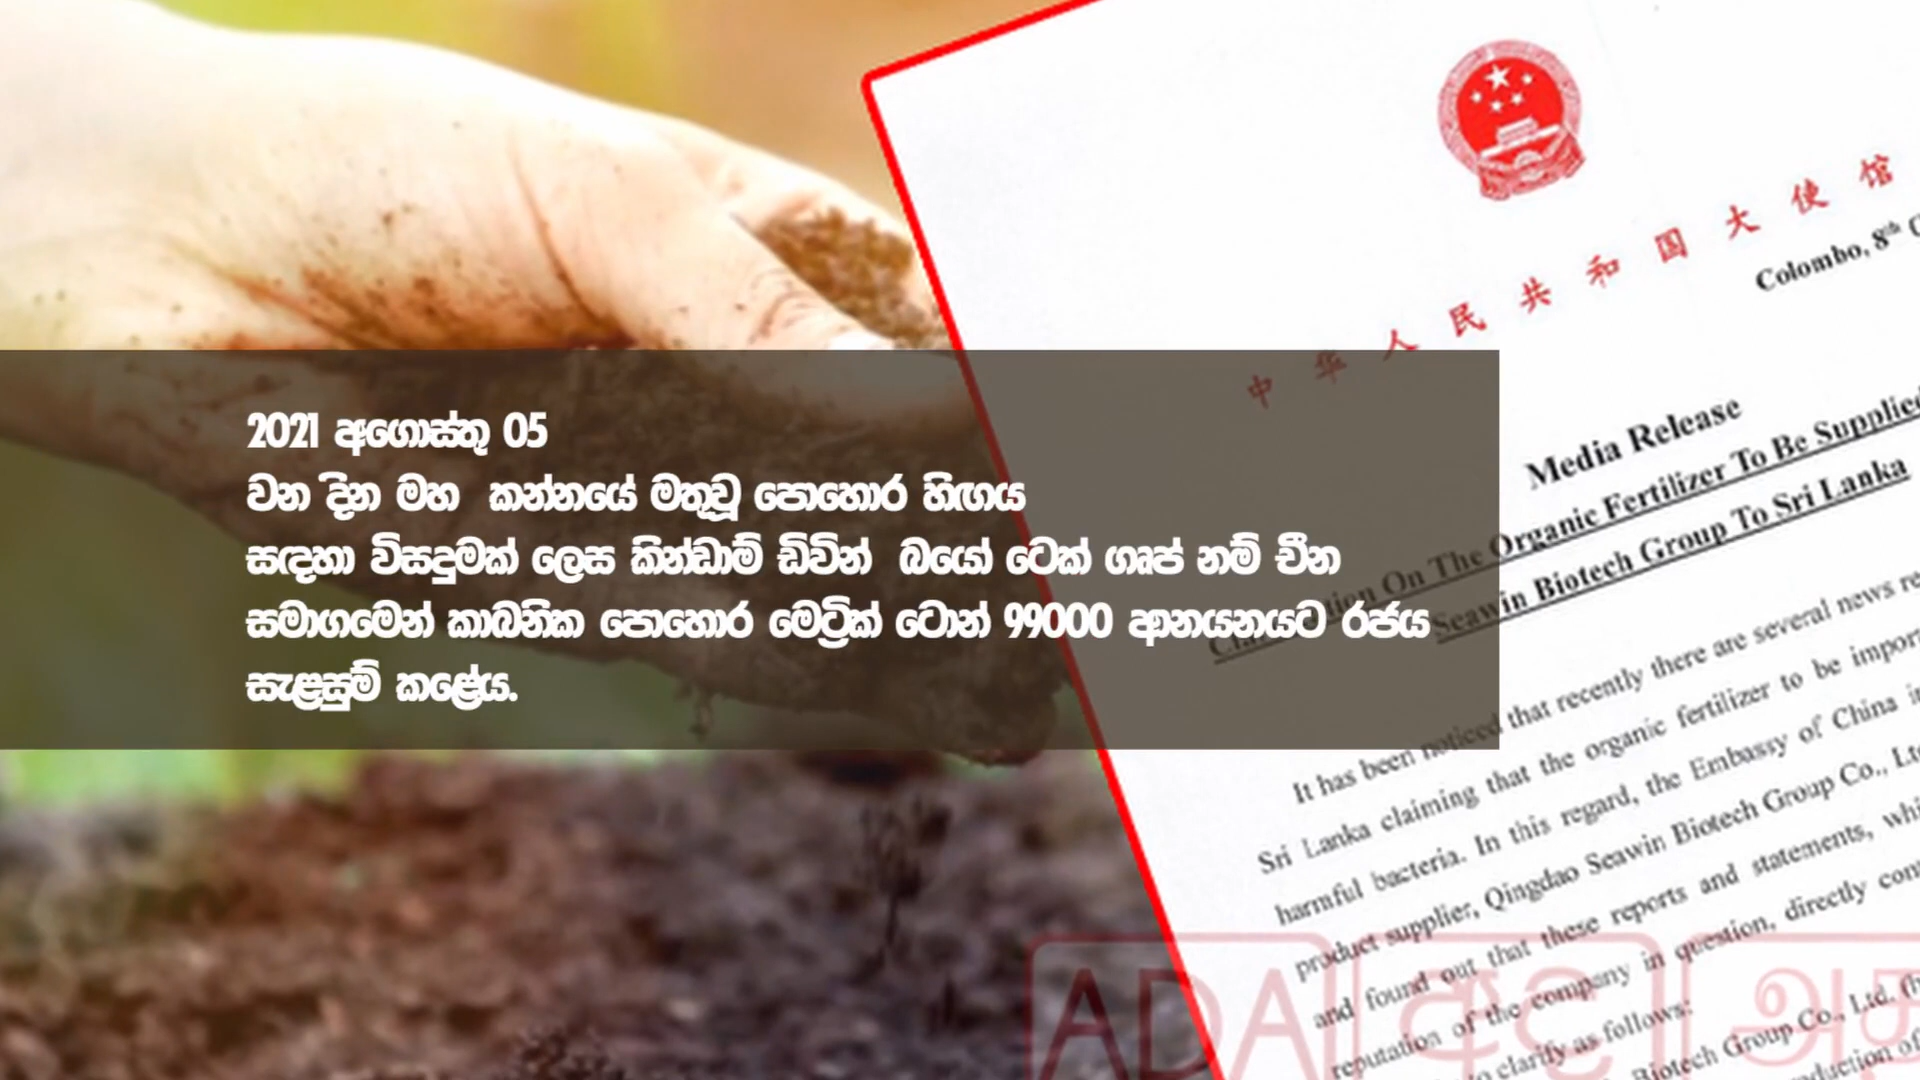 2021 අගෝස්තු 05
වන දින මහ කන්නයේ මතුවූ පොහොර හිඟය
සඳහා විසදුමක් ලෙස කින්ඩාම් ඩිවින් බයෝ ටෙක් ගෘප් නම් චීන
සමාගමෙන් කාබනික පොහොර මෙට්‍රික් ටොන් 99000 ආනයනයට රජය
සැළසුම් කළේය.
中华人民共和国大使馆
Colombo, 8th
Media Release
On The Organic Fertilizer To Be Supplied
Seawin Biotech Group To Sri Lanka
It has been noticed that recently there are several news
Sri Lanka claiming that the organic fertilizer to be
harmful bacteria. In this regard, the Embassy of China
product supplier, Qingdao Seawin Biotech Group Co., Ltd
and found out that these reports and statements,
reputation of the company in question, directly
to clarify as follows:
Biotech Group Co., Ltd.
of
ADA අද